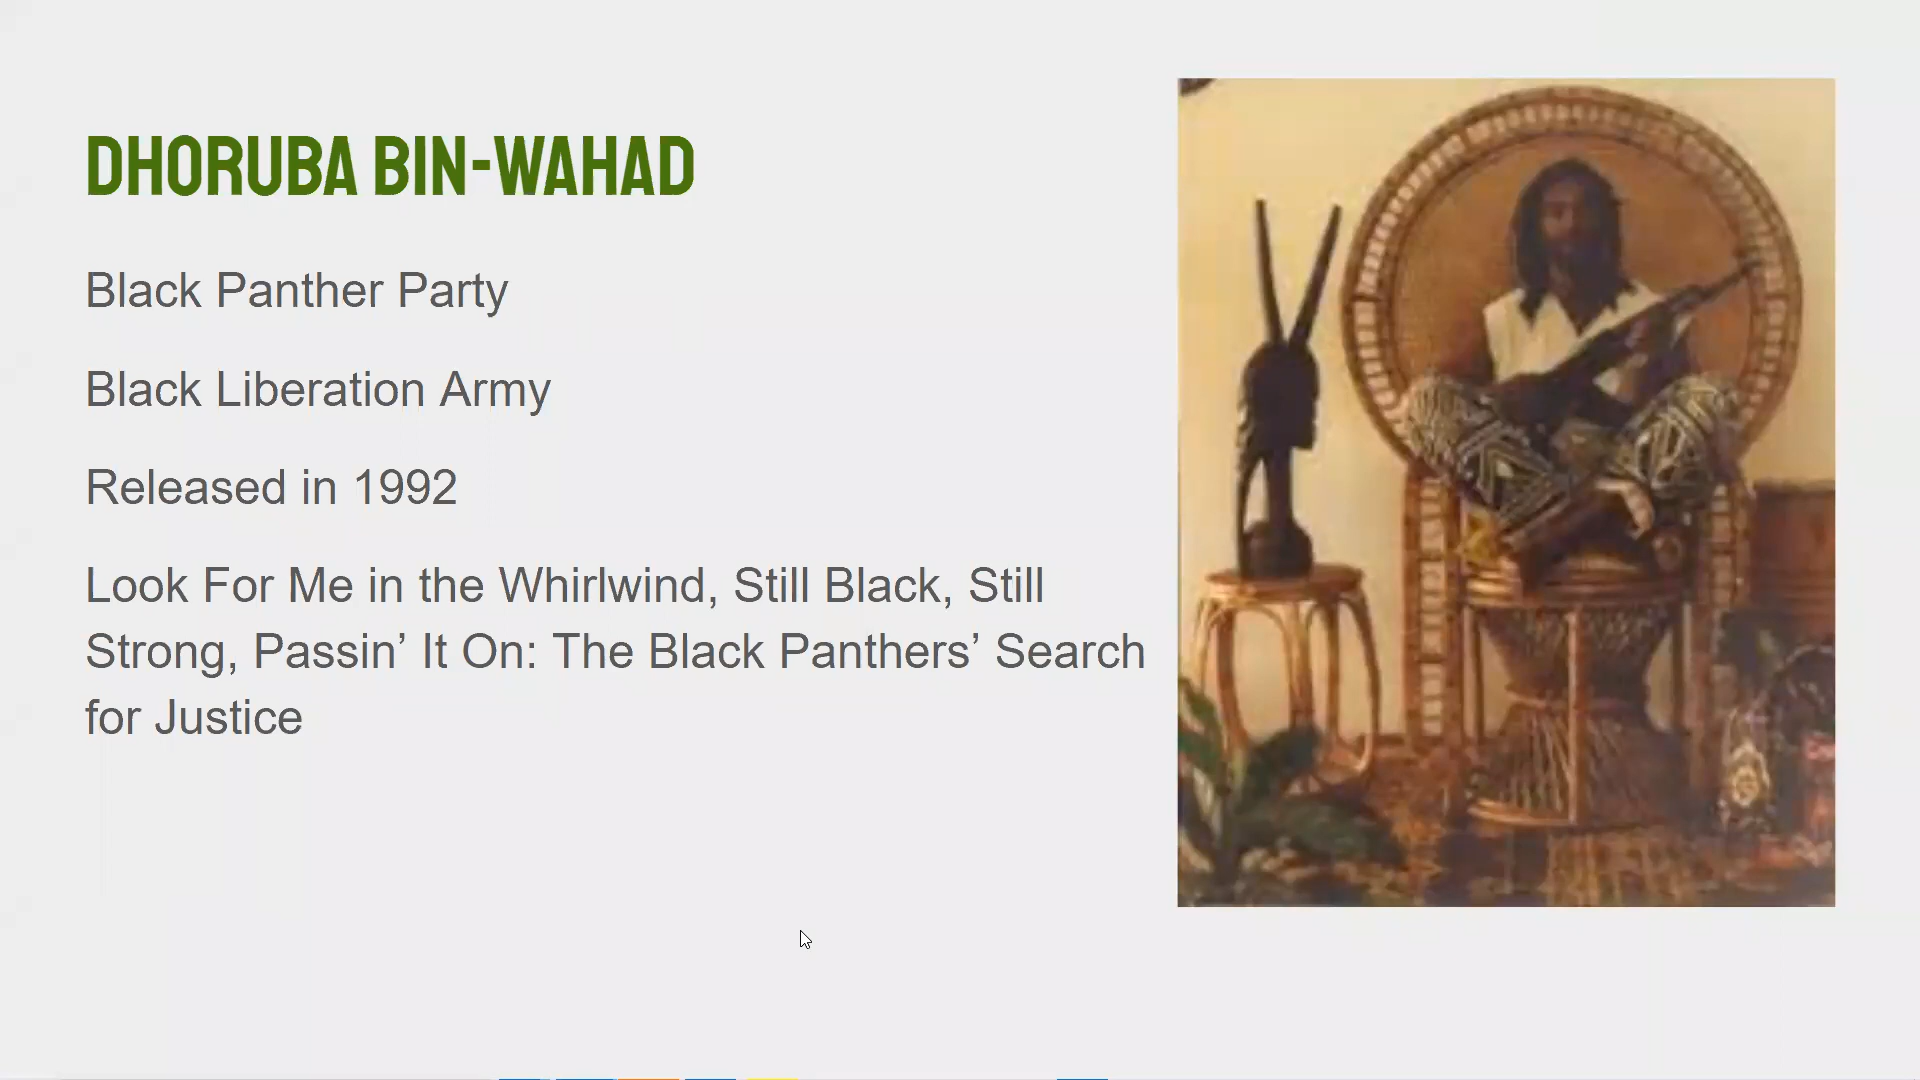 DHORUBA BIN-WAHAD
Black Panther Party
Black Liberation Army
Released in 1992
Look For Me in the Whirlwind, Still Black, Still
Strong, Passin’ It On: The Black Panthers’ Search
for Justice